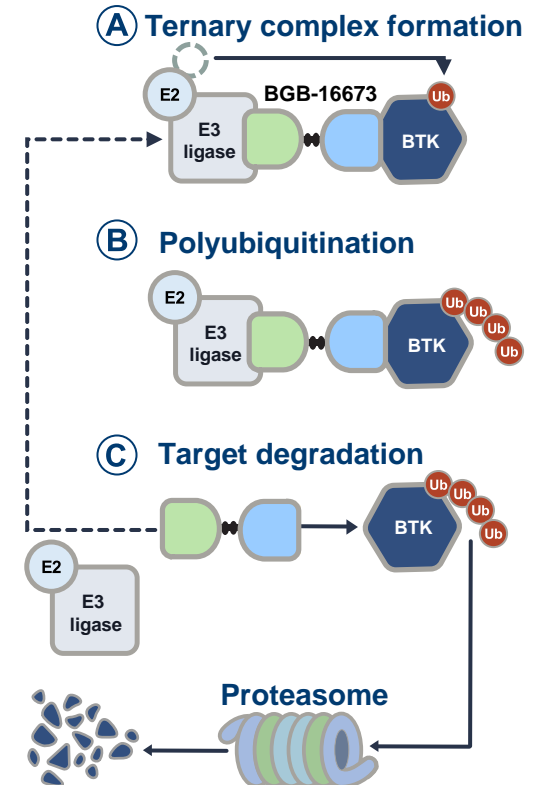 A Ternary complex formation
E2
BGB-16673
Ub
E3
ligase
BTK
B Polyubiquitination
E2
Ub
Ub
Ub
Ub
E3
ligase
BTK
C Target degradation
Ub
Ub
Ub
Ub
BTK
E2
E3
ligase
Proteasome